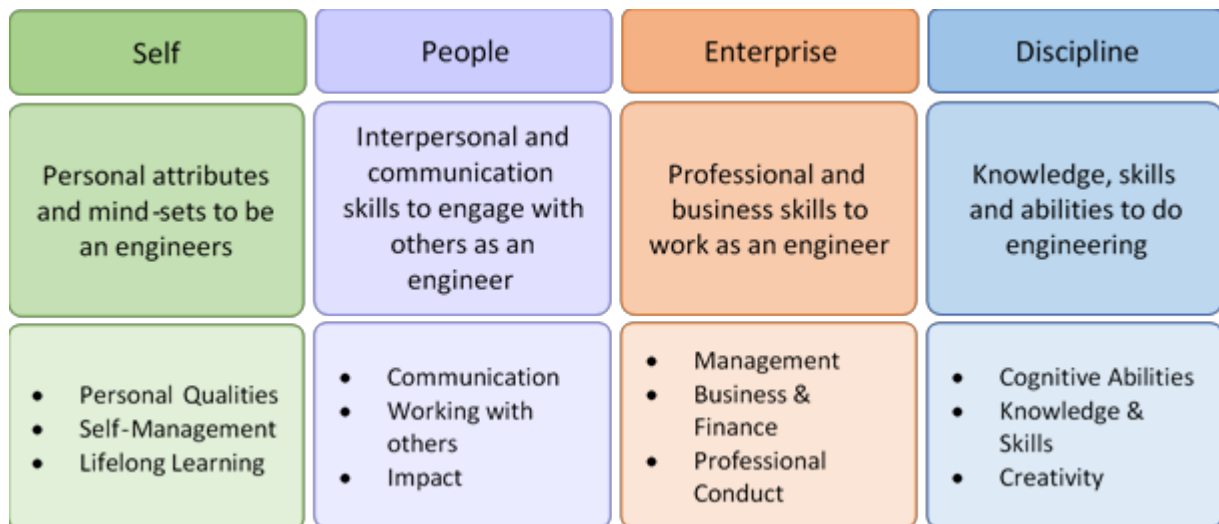 Self
Personal attributes
and mind-sets to be
an engineers
• Personal Qualities
• Self-Management
• Lifelong Learning
People
Interpersonal and
communication
skills to engage with
others as an
engineer
• Communication
• Working with
others
• Impact
Enterprise
Professional and
business skills to
work as an engineer
• Management
• Business &
Finance
• Professional
Conduct
Discipline
Knowledge, skills
and abilities to do
engineering
• Cognitive Abilities
• Knowledge &
Skills
• Creativity